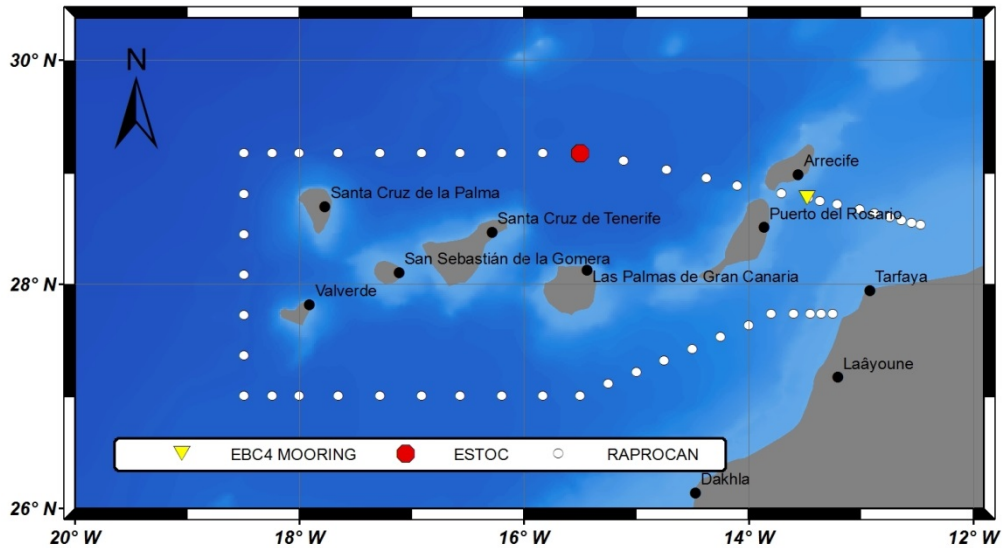 30° N
N
Arrecife
Santa Cruz de la Palma
Puerto del Rosario
Santa Cruz de Tenerife
San Sebastián de la Gomera
Las Palmas de Gran Canaria
28° N
Valverde
Tarfaya
Laâyoune
EBC4 MOORING ESTOC RAPROCAN
Dakhla
26° N
20° W 18° W 16° W 14° W 12° W